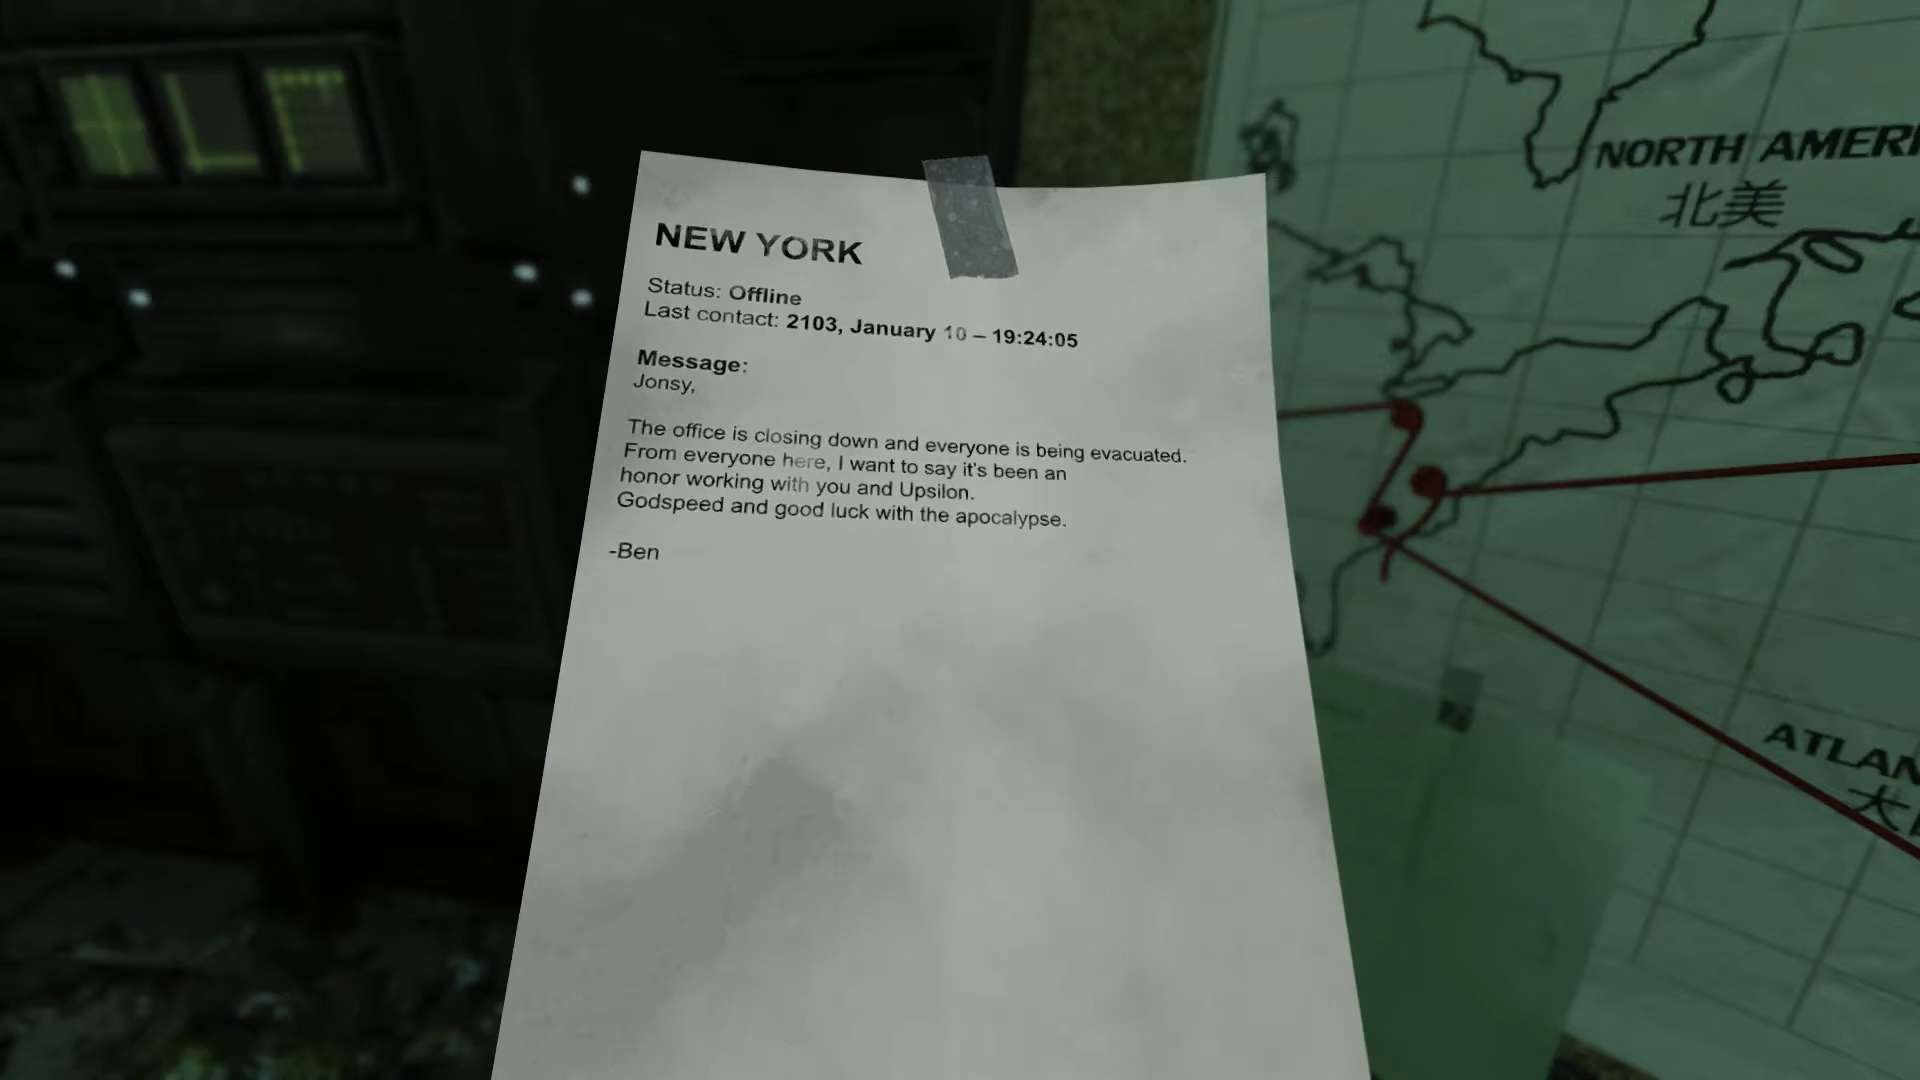 NEW YORK
Status: Offline
Last contact: 2103, January 10 – 19:24:05
Message:
Jonsy,
The office is closing down and everyone is being evacuated.
From everyone here, I want to say it's been an
honor working with you and Upsilon.
Godspeed and good luck with the apocalypse.
-Ben
NORTH AMERI
北美
ATLAN
大